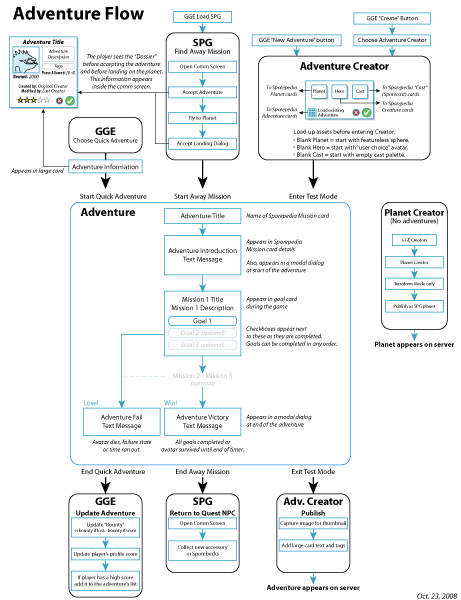 Adventure Flow
GGE Load SPG
GGE "Create" Button
GGE "New Adventure" button
Choose Adventure Creator
Adventure Title
Adventure
Description
Tags
Reward: 2000
Created by: Original Creator
Modified by: Last Creator
The player sees the "Dossier"
before accepting the adventure
and before landing on the planet.
This information appears
inside the comm screen.
SPG
Find Away Mission
Open Comm Screen
Accept Adventure
Fly to Planet
Accept Landing Dialog
Adventure Creator
To Sporepedia
Planet cards
Planet
Hero
Cast
To Sporepedia "Cast"
(Sporecast) cards
To Sporepedia
Creature cards
To Sporepedia
Adventure cards
Load existing
Adventure
Load up assets before entering Creator.
• Blank Planet = start with featureless sphere.
• Blank Hero = start with "user choice" avatar.
• Blank Cast = start with empty cast palette.
GGE
Choose Quick Adventure
Adventure Information
Appears in large card
Start Quick Adventure
Start Away Mission
Enter Test Mode
Adventure
Adventure Title
Name of Sporepedia Mission card
Adventure Introduction
Text Message
Appears in Sporepedia
Mission card details
Also, appears in a modal dialog
at start of the adventure
Mission 1 Title
Mission 1 Description
Goal 1
Goal 2 (optional)
Goal 3 (optional)
Appears in goal card
during the game
Checkboxes appear next
to these as they are completed.
Goals can be completed in any order.
Mission 2 Mission 5
(optional)
Lose!
Win!
Adventure Fail
Text Message
Adventure Victory
Text Message
Appears in a modal dialog
at end of the adventure
Avatar dies, failure state
or time ran out.
All goals completed or
avatar survived until end of timer.
Planet Creator
(No adventures)
GGE Creators
Planet Creator
Terraform Mode only
Publish as SPG planet
Planet appears on server
End Quick Adventure
End Away Mission
Exit Test Mode
GGE
Update Adventure
Update "Bounty"
Update player's profile score
If player has a high score
add it to the adventure's list
SPG
Return to Quest NPC
Open Comm Screen
Collect new accessory
or Sporebucks
Adv. Creator
Publish
Capture image for thumbnail
Add large card text and tags
Adventure appears on server
Oct. 23, 2008